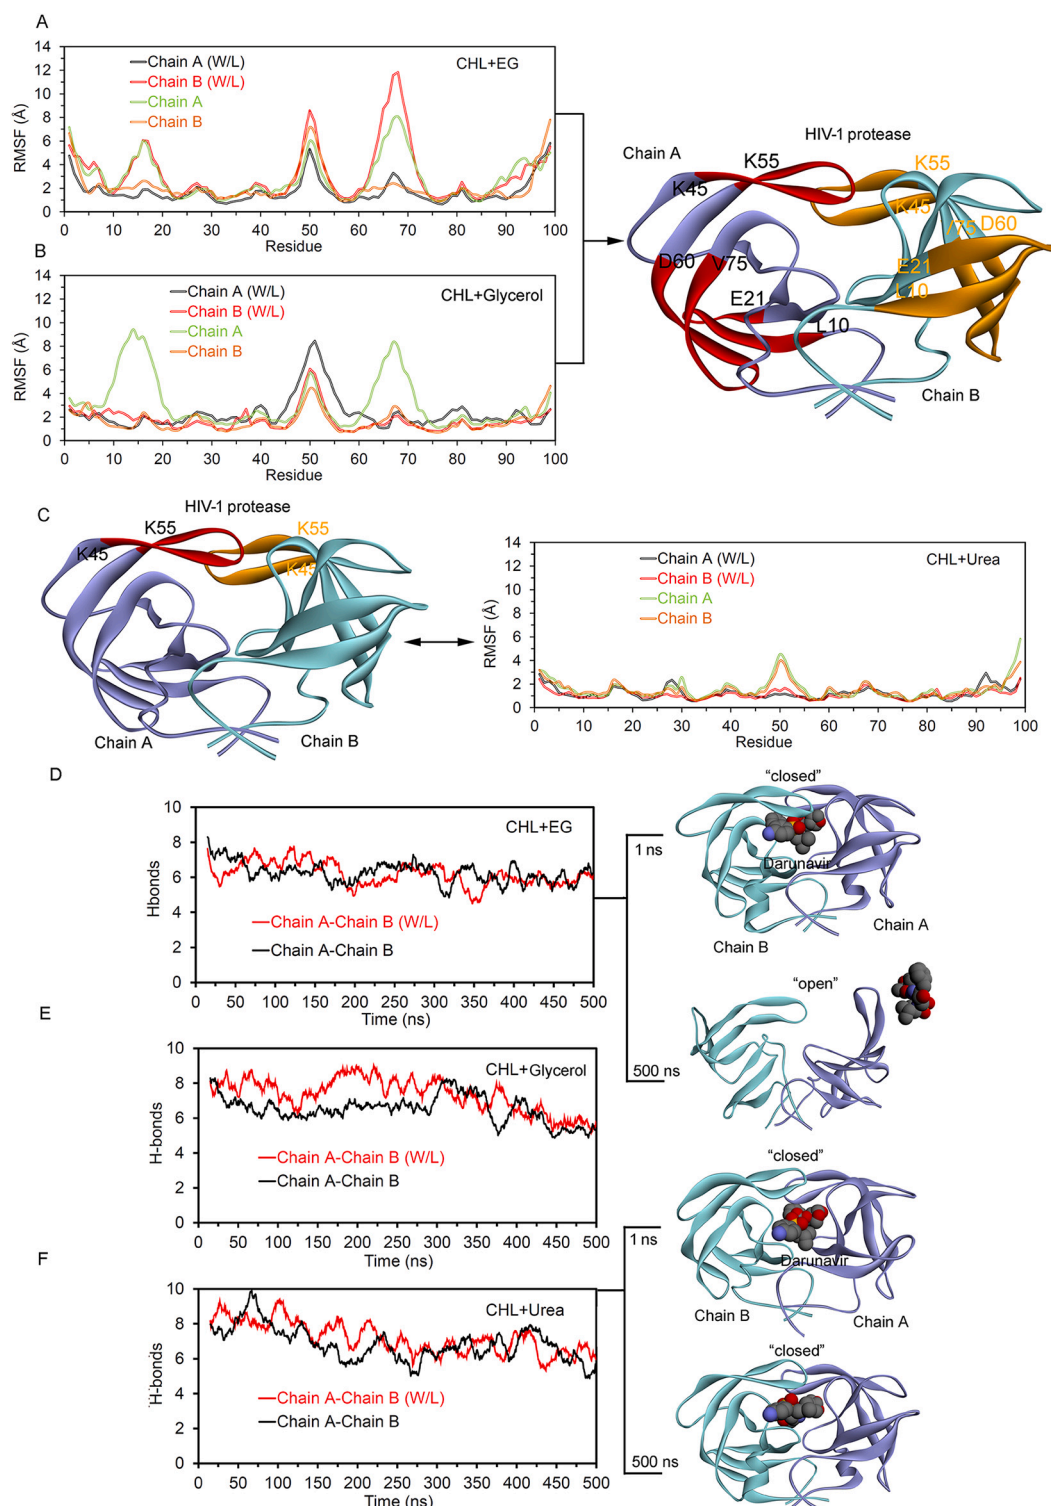 A
14
12
10
8
6
4
2
0
RMSF (Å)
Chain A (W/L)
Chain B (W/L)
Chain A
Chain B
CHL+EG
0 10 20 30 40 50 60 70 80 90 100
Residue
B
14
12
10
8
6
4
2
0
RMSF (Å)
Chain A (W/L)
Chain B (W/L)
Chain A
Chain B
CHL+Glycerol
0 10 20 30 40 50 60 70 80 90 100
Residue
HIV-1 protease
Chain A
K55
K55
K45
K45
/75
D60
D60
V75
E21
E21
L10
L10
Chain B
C
HIV-1 protease
K55
K55
K45
K45
Chain A
Chain B
14
12
10
8
6
4
2
0
RMSF (Å)
Chain A (W/L)
Chain B (W/L)
Chain A
Chain B
CHL+Urea
0 10 20 30 40 50 60 70 80 90 100
Residue
D
10
8
6
4
2
0
Hbonds
CHL+EG
Chain A-Chain B (W/L)
Chain A-Chain B
0 50 100 150 200 250 300 350 400 450 500
Time (ns)
1 ns
"closed"
Darunavir
Chain A
Chain B
"open"
500 ns
E
10
8
6
4
2
0
H-bonds
CHL+Glycerol
Chain A-Chain B (W/L)
Chain A-Chain B
0 50 100 150 200 250 300 350 400 450 500
Time (ns)
F
10
8
6
4
2
0
H-bonds
CHL+Urea
Chain A-Chain B (W/L)
Chain A-Chain B
0 50 100 150 200 250 300 350 400 450 500
Time (ns)
1 ns
"closed"
Darunavir
Chain B
Chain A
"closed"
500 ns